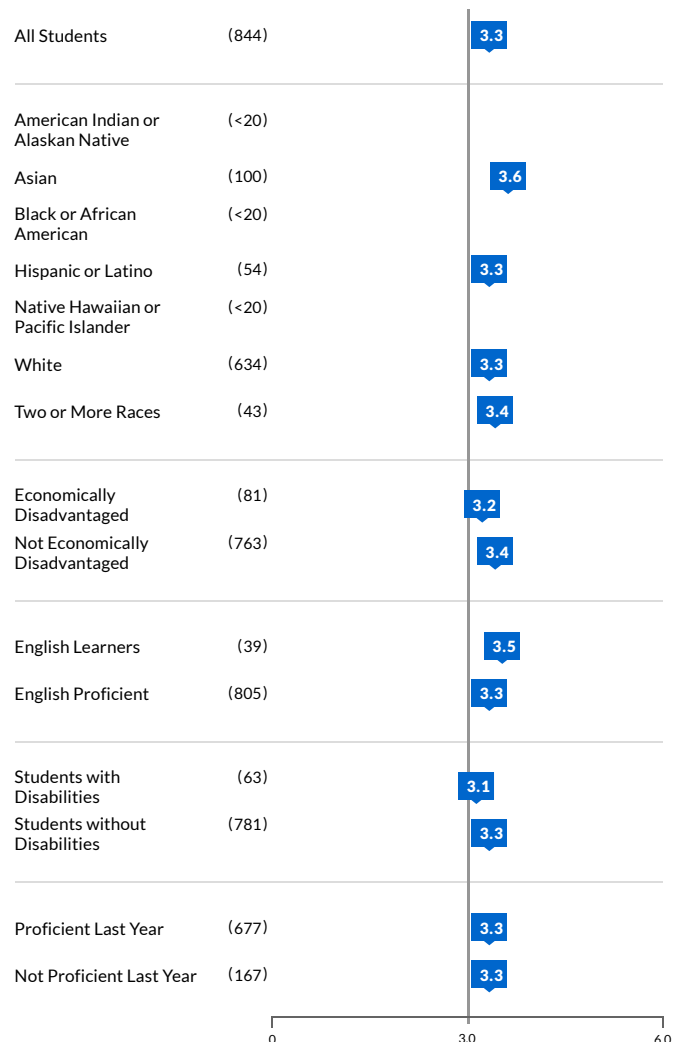 All Students (844) 3.3
American Indian or (<20)
Alaskan Native
Asian (100) 3.6
Black or African (<20)
American
Hispanic or Latino (54) 3.3
Native Hawaiian or (<20)
Pacific Islander
White (634) 3.3
Two or More Races (43) 3.4
Economically (81) 3.2
Disadvantaged
Not Economically (763) 3.4
Disadvantaged
English Learners (39) 3.5
English Proficient (805) 3.3
Students with (63) 3.1
Disabilities
Students without (781) 3.3
Disabilities
Proficient Last Year (677) 3.3
Not Proficient Last Year (167) 3.3
0 3.0 6.0